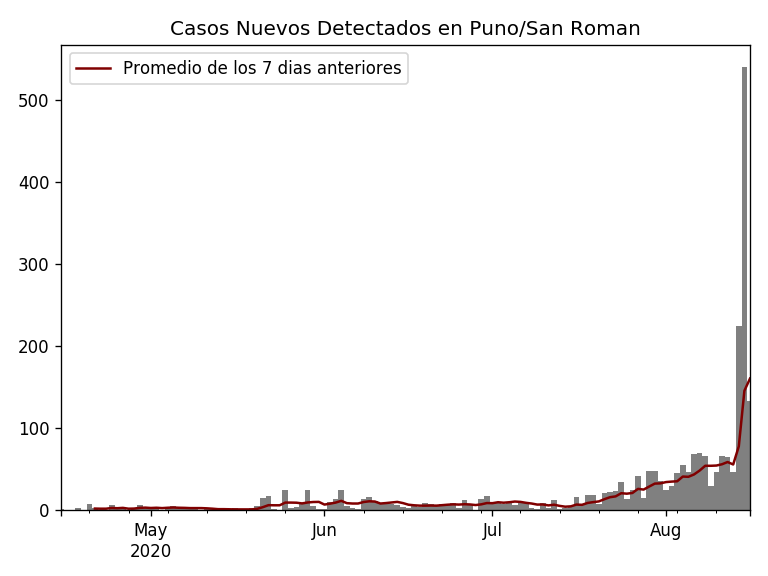 Casos Nuevos Detectados en Puno/San Roman
Promedio de los 7 dias anteriores
500
400
300
200
100
0
May Jun Jul Aug
2020